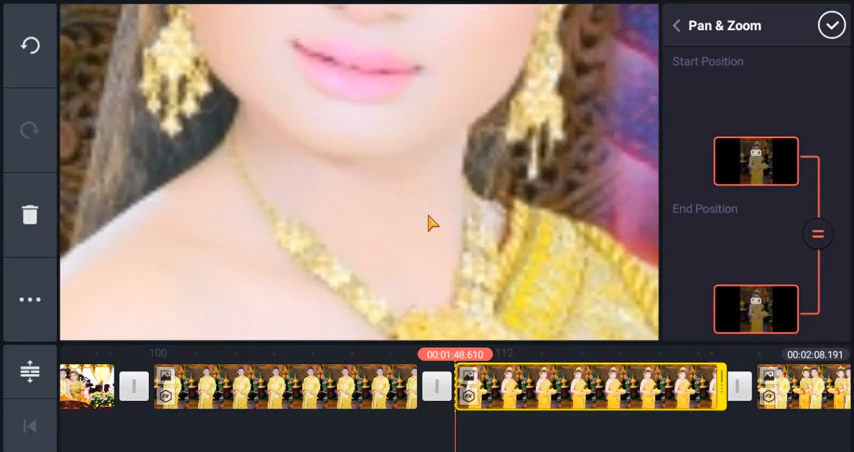 Pan & Zoom
Start Position
End Position
100
00:01:48.610
112
00:02:08.191